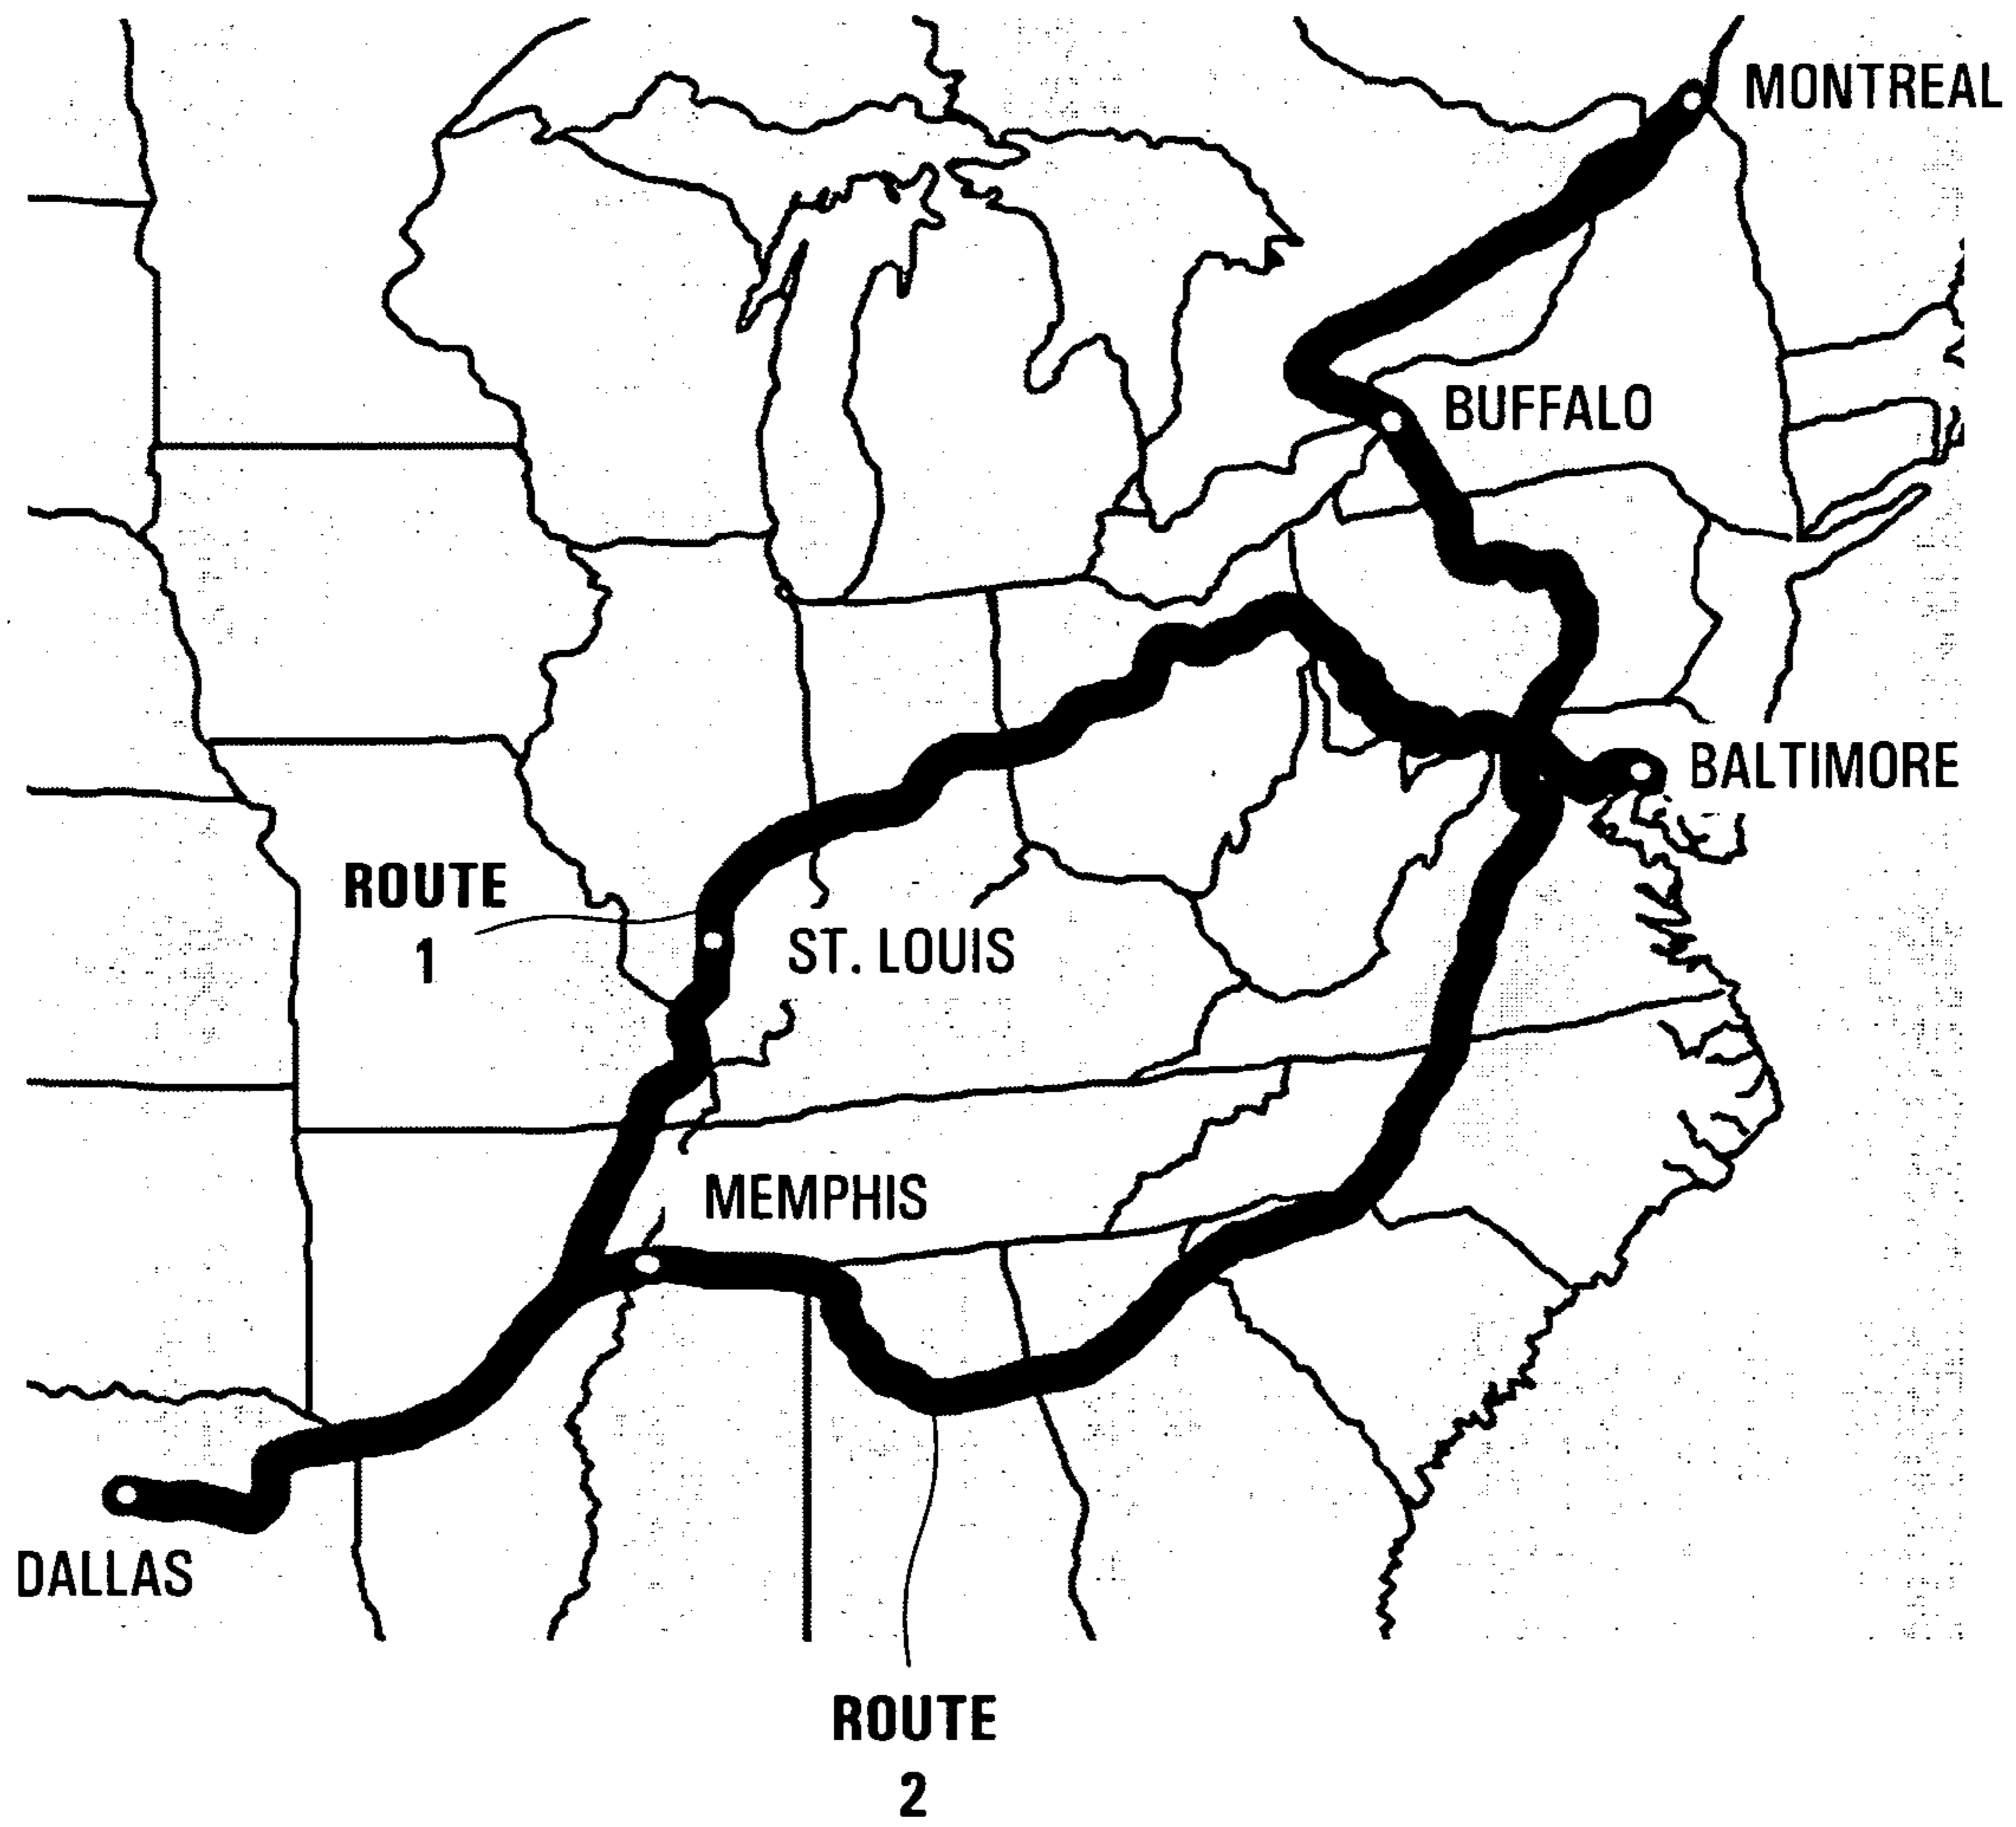 MONTREAL
BUFFALO
BALTIMORE
ROUTE
1
ST. LOUIS
MEMPHIS
DALLAS
ROUTE
2